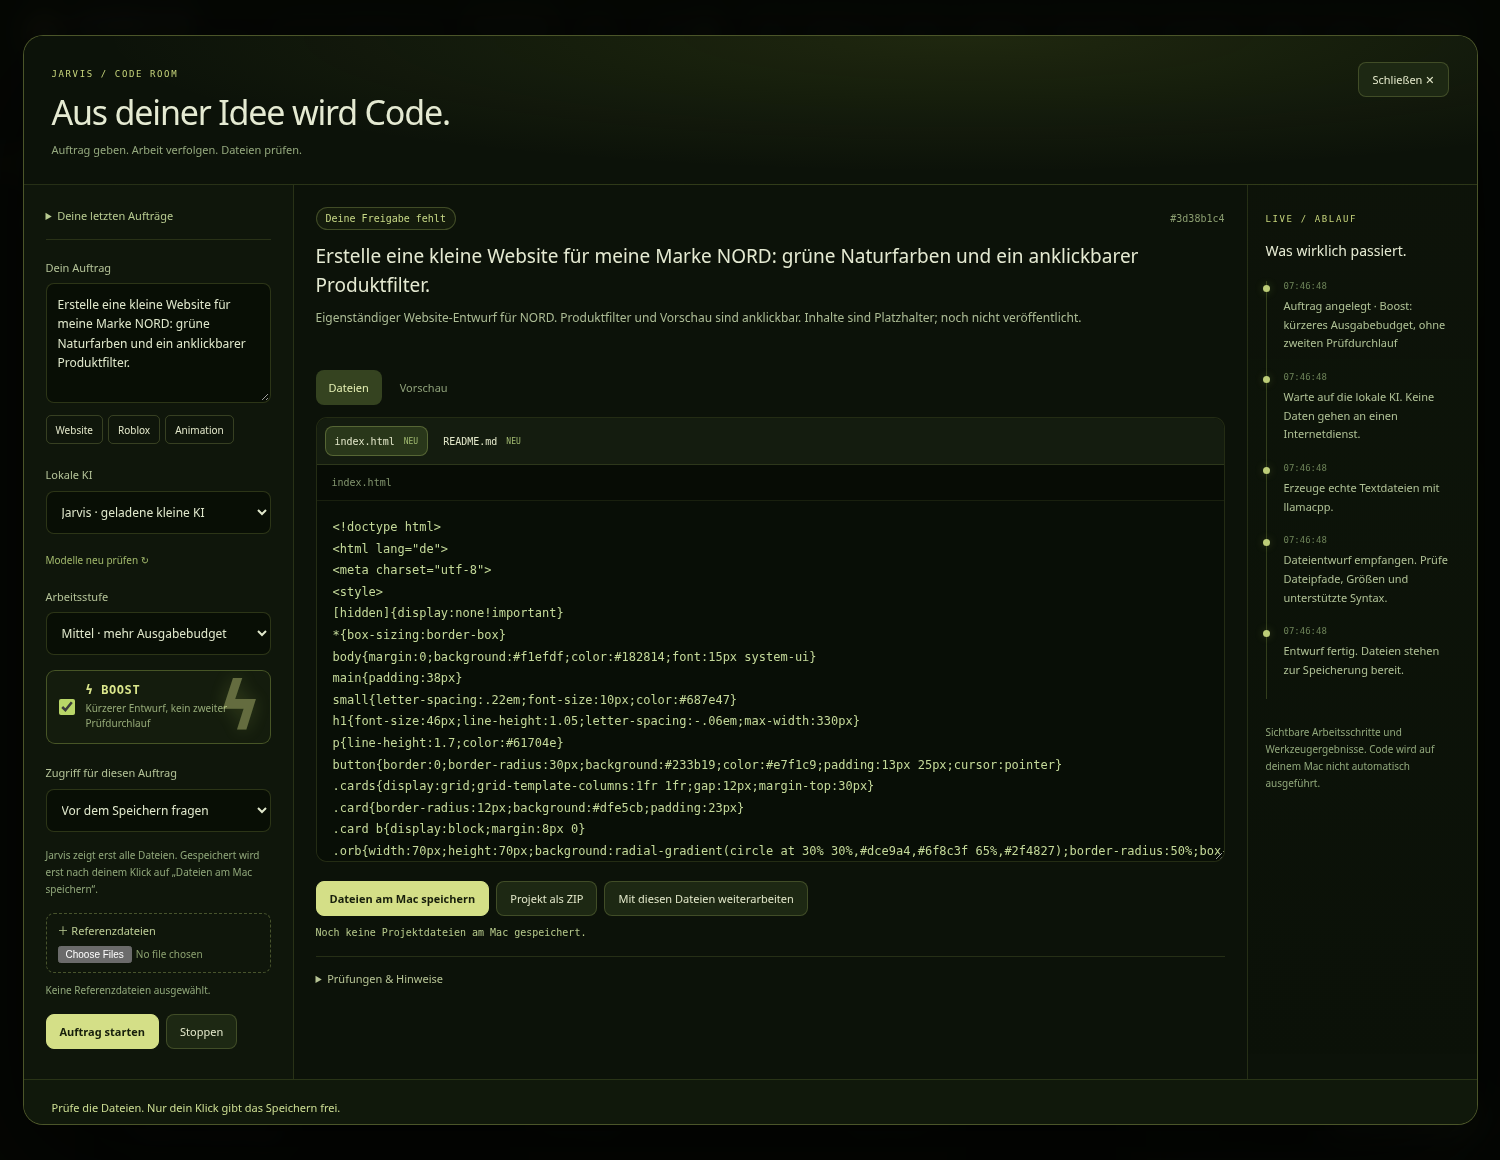 JARVIS / CODE ROOM
Aus deiner Idee wird Code.
Auftrag geben. Arbeit verfolgen. Dateien prüfen.
Schließen ✕
▶ Deine letzten Aufträge
Dein Auftrag
Erstelle eine kleine Website für
meine Marke NORD: grüne
Naturfarben und ein anklickbarer
Produktfilter.
Website
Roblox
Animation
Lokale KI
Jarvis · geladene kleine KI
Modelle neu prüfen ↻
Arbeitsstufe
Mittel · mehr Ausgabebudget
ϟ BOOST
Kürzerer Entwurf, kein zweiter
Prüfdurchlauf
Zugriff für diesen Auftrag
Vor dem Speichern fragen
Jarvis zeigt erst alle Dateien. Gespeichert wird
erst nach deinem Klick auf „Dateien am Mac
speichern“.
+ Referenzdateien
Choose Files No file chosen
Keine Referenzdateien ausgewählt.
Auftrag starten
Stoppen
Deine Freigabe fehlt
#3d38b1c4
Erstelle eine kleine Website für meine Marke NORD: grüne Naturfarben und ein anklickbarer
Produktfilter.
Eigenständiger Website-Entwurf für NORD. Produktfilter und Vorschau sind anklickbar. Inhalte sind Platzhalter; noch nicht veröffentlicht.
Dateien
Vorschau
index.html NEU
README.md NEU
index.html
<!doctype html>
<html lang="de">
<meta charset="utf-8">
<style>
[hidden]{display:none!important}
*{box-sizing:border-box}
body{margin:0;background:#f1efdf;color:#182814;font:15px system-ui}
main{padding:38px}
small{letter-spacing:.22em;font-size:10px;color:#687e47}
h1{font-size:46px;line-height:1.05;letter-spacing:-.06em;max-width:330px}
p{line-height:1.7;color:#61704e}
button{border:0;border-radius:30px;background:#233b19;color:#e7f1c9;padding:13px 25px;cursor:pointer}
.cards{display:grid;grid-template-columns:1fr 1fr;gap:12px;margin-top:30px}
.card{border-radius:12px;background:#dfe5cb;padding:23px}
.card b{display:block;margin:8px 0}
.orb{width:70px;height:70px;background:radial-gradient(circle at 30% 30%,#dce9a4,#6f8c3f 65%,#2f4827);border-radius:50%;box
Dateien am Mac speichern
Projekt als ZIP
Mit diesen Dateien weiterarbeiten
Noch keine Projektdateien am Mac gespeichert.
▶ Prüfungen & Hinweise
LIVE / ABLAUF
Was wirklich passiert.
07:46:48
Auftrag angelegt · Boost:
kürzeres Ausgabebudget, ohne
zweiten Prüfdurchlauf
07:46:48
Warte auf die lokale KI. Keine
Daten gehen an einen
Internetdienst.
07:46:48
Erzeuge echte Textdateien mit
llamacpp.
07:46:48
Dateientwurf empfangen. Prüfe
Dateipfade, Größen und
unterstützte Syntax.
07:46:48
Entwurf fertig. Dateien stehen
zur Speicherung bereit.
Sichtbare Arbeitsschritte und
Werkzeugergebnisse. Code wird auf
deinem Mac nicht automatisch
ausgeführt.
Prüfe die Dateien. Nur dein Klick gibt das Speichern frei.